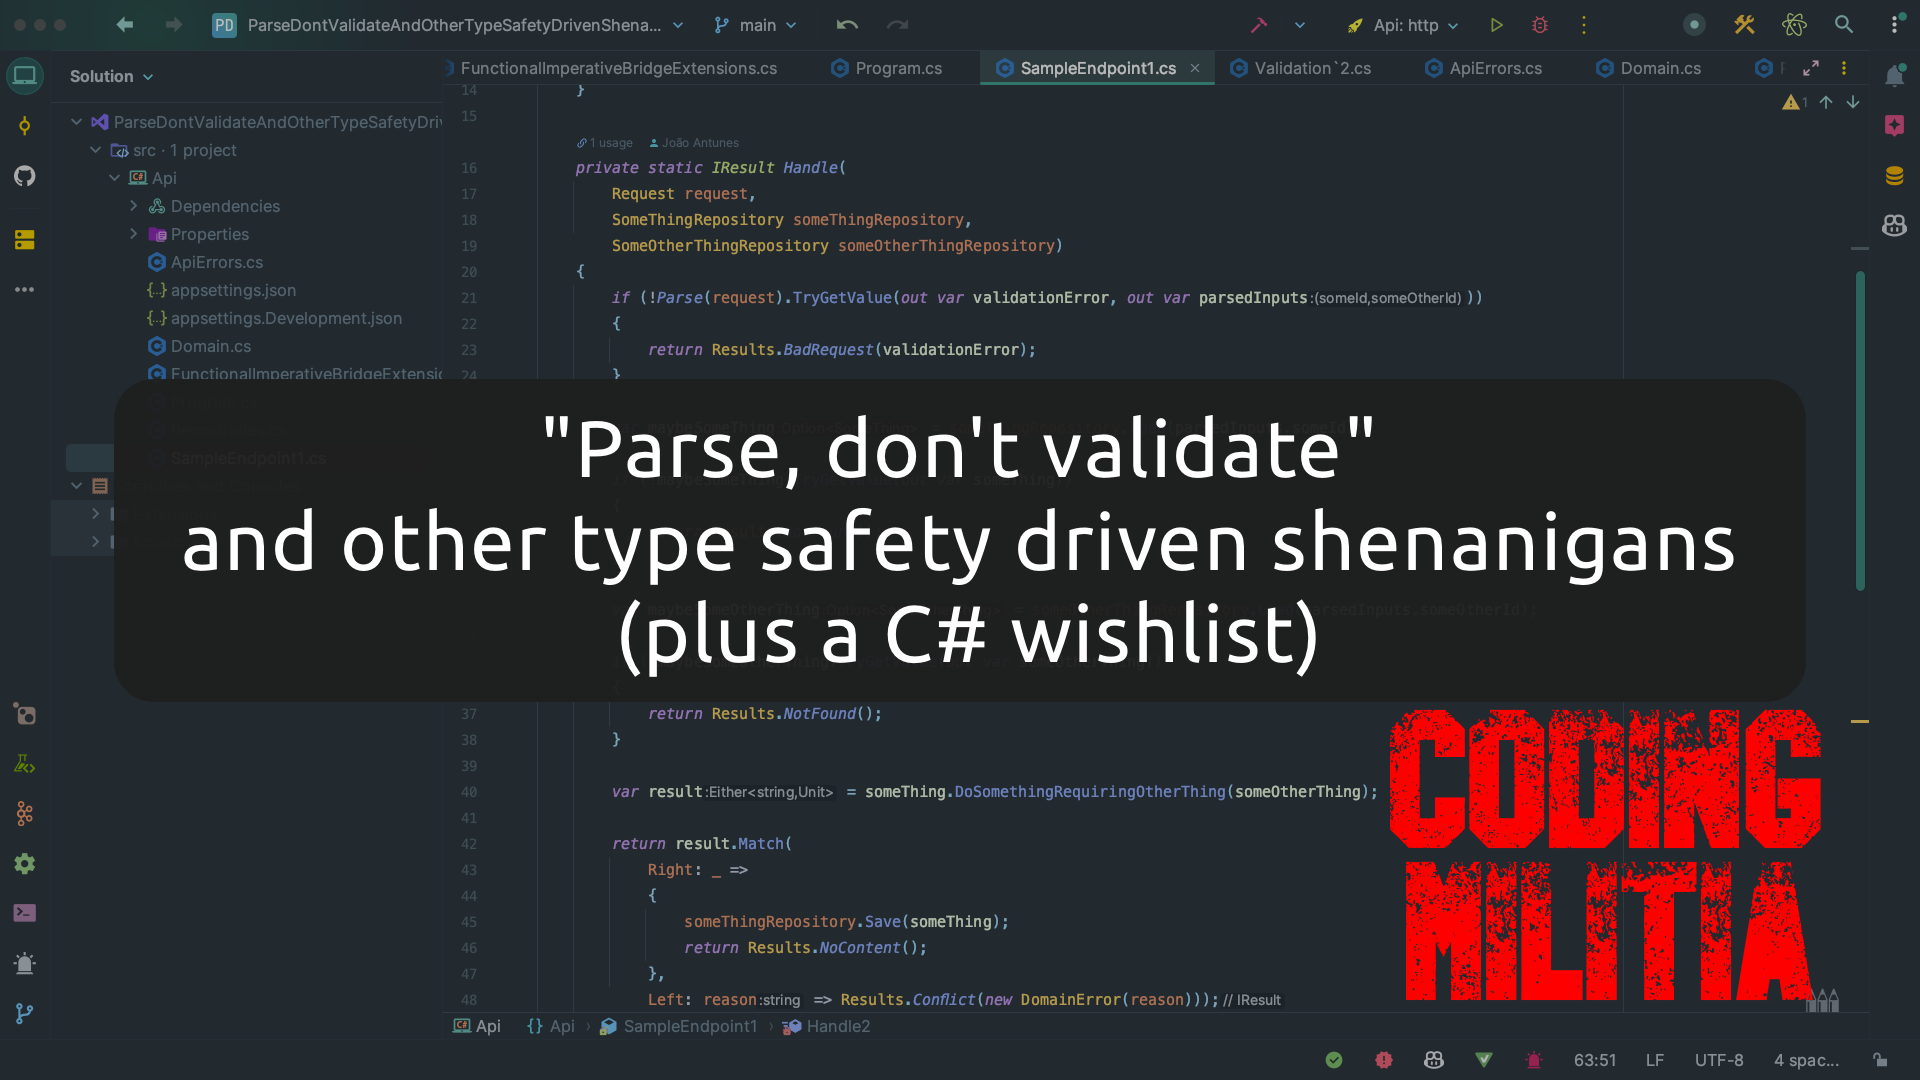 PD ParseDontValidateAndOtherTypeSafetyDrivenShena... main Api: http
Solution
FunctionalImperativeBridgeExtensions.cs Program.cs SampleEndpoint1.cs Validation`2.cs ApiErrors.cs Domain.cs
1
ParseDontValidateAndOtherTypeSafetyDriv
src · 1 project
Api
Dependencies
Properties
ApiErrors.cs
appsettings.json
appsettings.Development.json
Domain.cs
FunctionalImperativeBridgeExtensio
SampleEndpoint1.cs
14 }
15
1 usage João Antunes
16 private static IResult Handle(
17 Request request,
18 SomeThingRepository someThingRepository,
19 SomeOtherThingRepository someOtherThingRepository)
20 {
21 if (!Parse(request).TryGetValue(out var validationError, out var parsedInputs:(someId,someOtherId)))
22 {
23 return Results.BadRequest(validationError);
24 }
"Parse, don't validate"
and other type safety driven shenanigans
(plus a C# wishlist)
37 return Results.NotFound();
38 }
39
40 var result:Either<string,Unit> = someThing.DoSomethingRequiringOtherThing(someOtherThing);
41
42 return result.Match(
43 Right: _ =>
44 {
45 someThingRepository.Save(someThing);
46 return Results.NoContent();
47 },
48 Left: reason:string => Results.Conflict(new DomainError(reason))); // IResult
CODING
MILITIA
C# Api {} Api › SampleEndpoint1 › Handle2
63:51 LF UTF-8 4 spac...